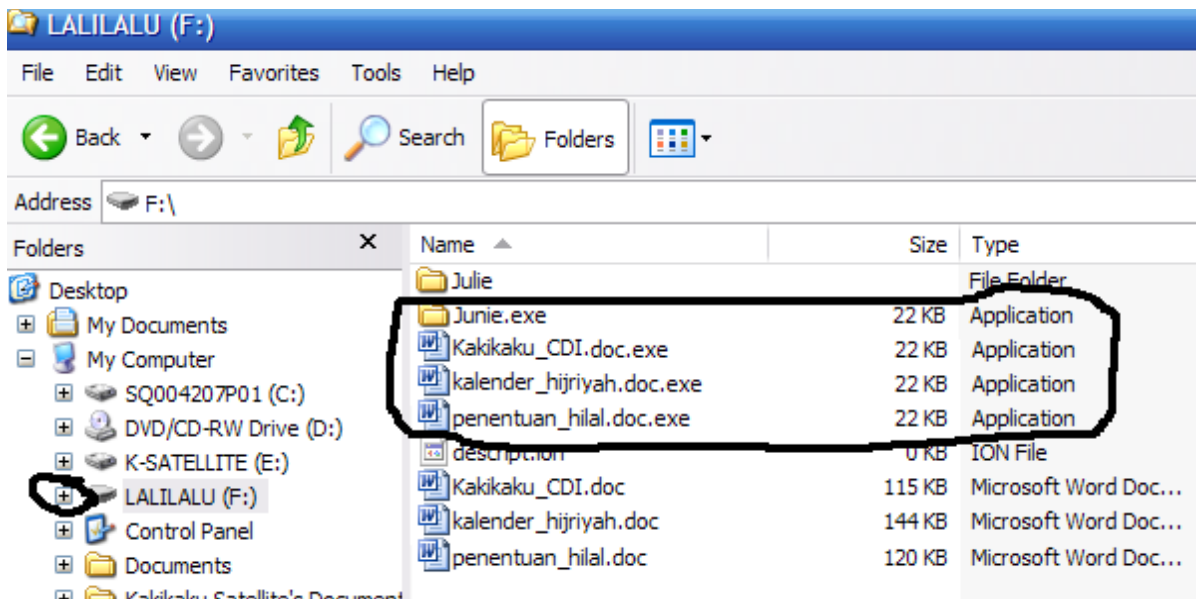 LALILALU (F:)
File Edit View Favorites Tools Help
Back Search Folders
Address F:\
Folders X Name Size Type
Desktop
My Documents
My Computer
SQ004207P01 (C:)
DVD/CD-RW Drive (D:)
K-SATELLITE (E:)
LALILALU (F:)
Control Panel
Documents
Kakikaku Satellite's Document
Julie File Folder
Junie.exe 22 KB Application
Kakikaku_CDI.doc.exe 22 KB Application
kalender_hijriyah.doc.exe 22 KB Application
penentuan_hilal.doc.exe 22 KB Application
descript.ion 0 KB ION File
Kakikaku_CDI.doc 115 KB Microsoft Word Doc...
kalender_hijriyah.doc 144 KB Microsoft Word Doc...
penentuan_hilal.doc 120 KB Microsoft Word Doc...